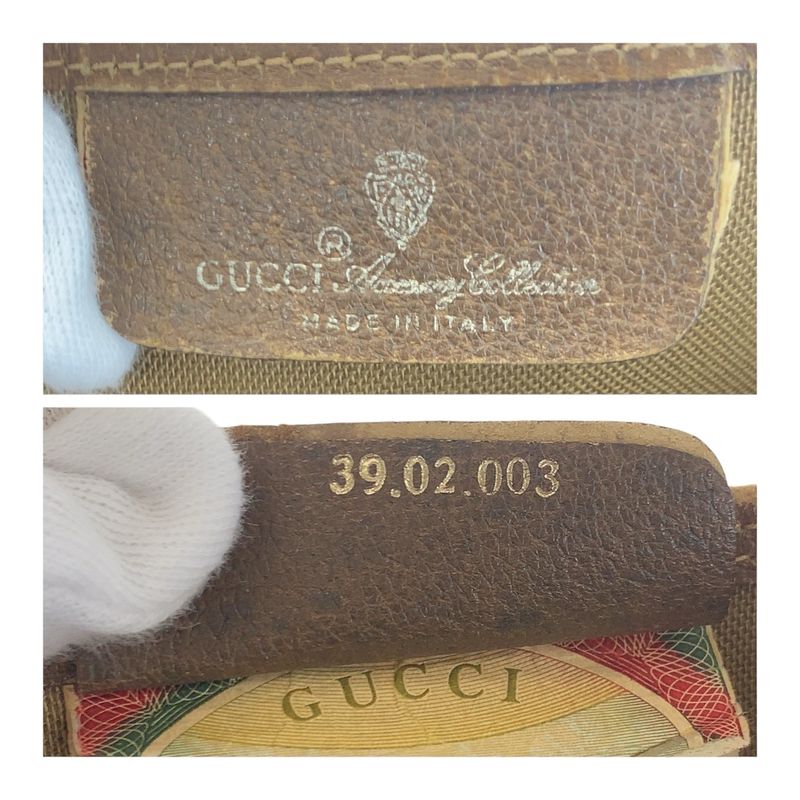 ®
GUCCI Accessory Collection
MADE IN ITALY
39.02.003
GUCCI